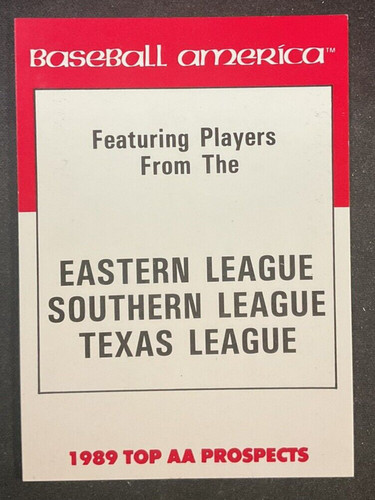 Baseball america™
Featuring Players
From The
EASTERN LEAGUE
SOUTHERN LEAGUE
TEXAS LEAGUE
1989 TOP AA PROSPECTS